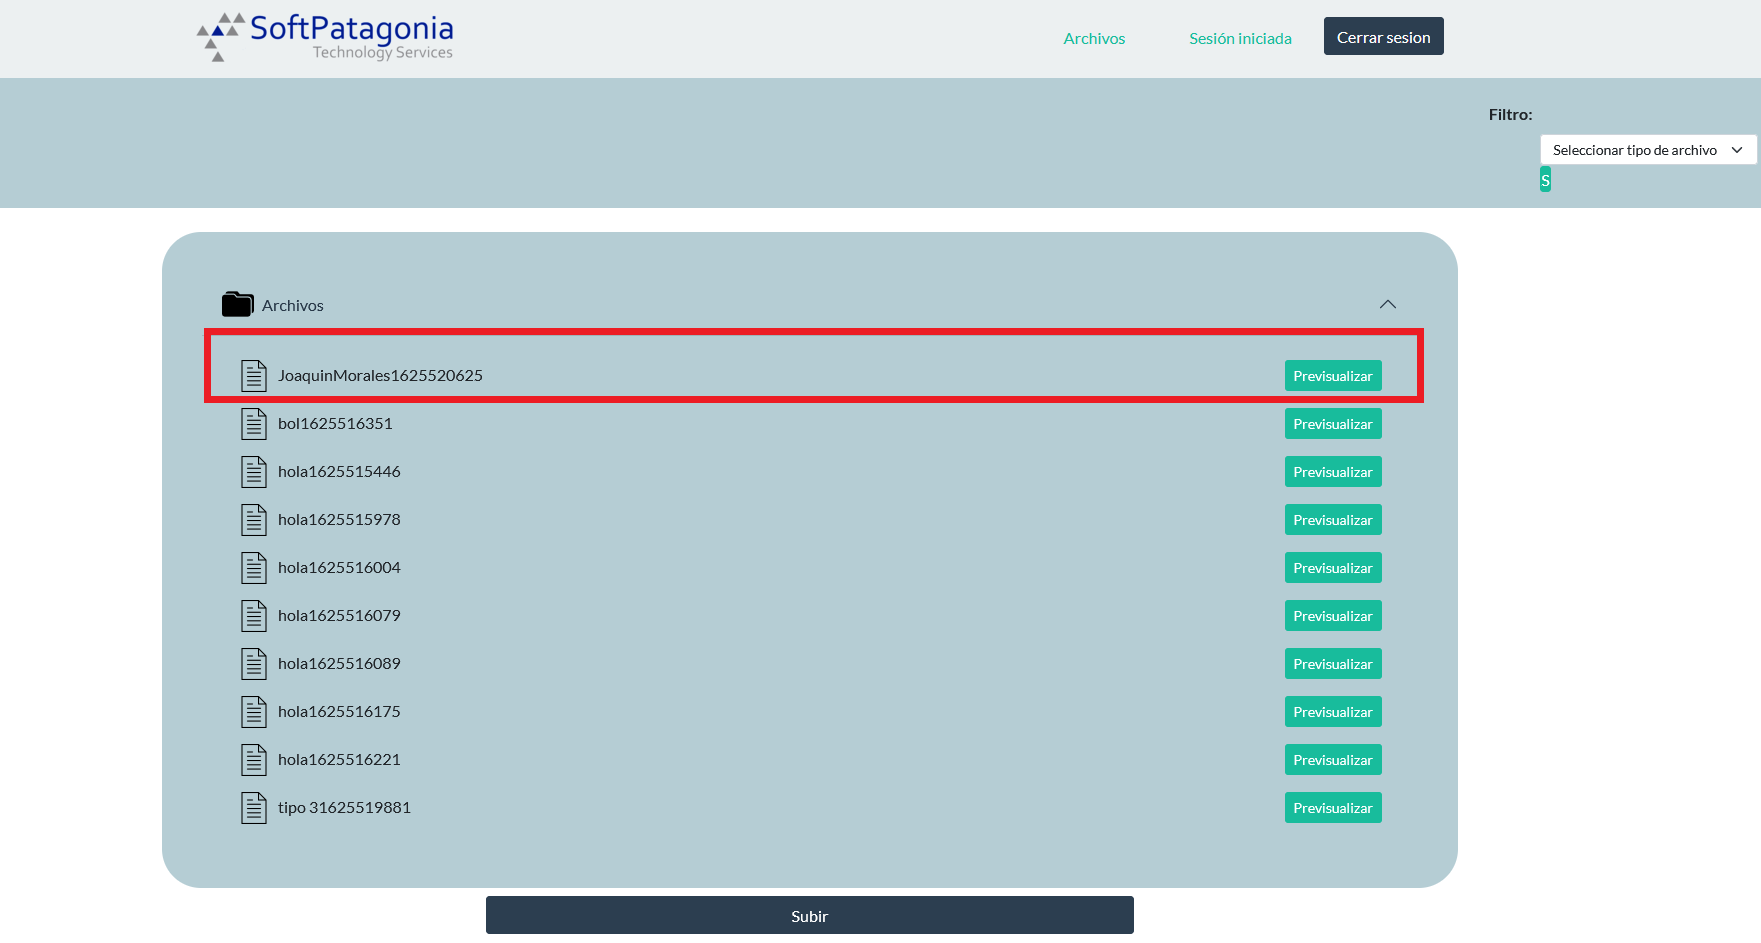 SoftPatagonia
Technology Services
Archivos
Sesión iniciada
Cerrar sesion
Filtro:
Seleccionar tipo de archivo
S
Archivos
JoaquinMorales1625520625 Previsualizar
bol1625516351 Previsualizar
hola1625515446 Previsualizar
hola1625515978 Previsualizar
hola1625516004 Previsualizar
hola1625516079 Previsualizar
hola1625516089 Previsualizar
hola1625516175 Previsualizar
hola1625516221 Previsualizar
tipo 31625519881 Previsualizar
Subir